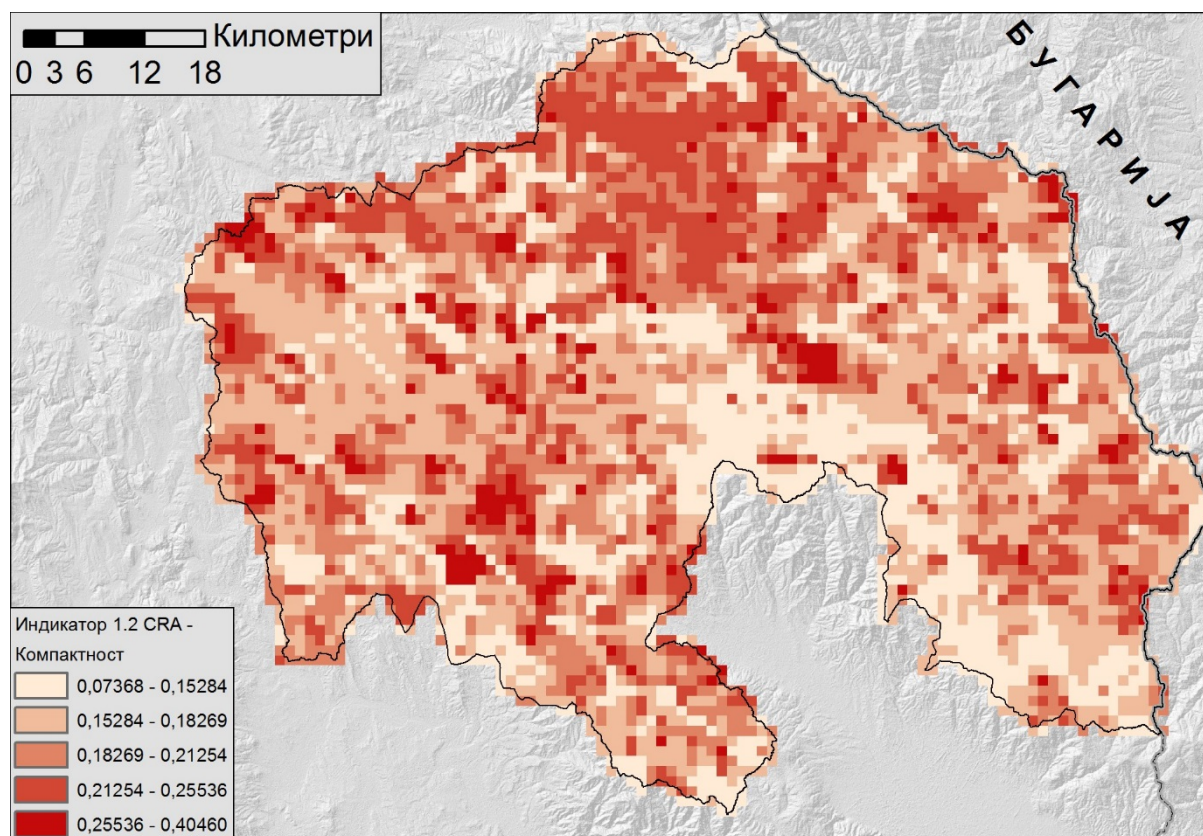 Километри
0 3 6 12 18
БУГАРИЈА
Индикатор 1.2 CRA -
Компактност
0,07368 - 0,15284
0,15284 - 0,18269
0,18269 - 0,21254
0,21254 - 0,25536
0,25536 - 0,40460